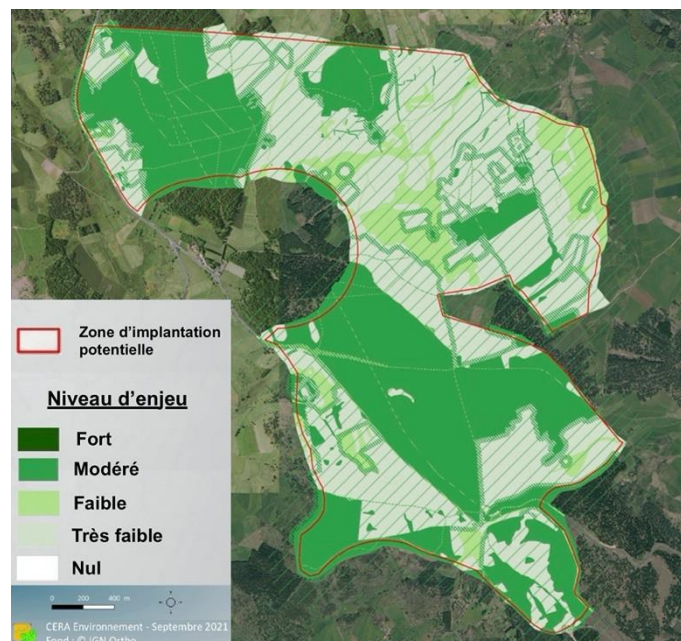 Zone d'implantation
potentielle
Niveau d'enjeu
Fort
Modéré
Faible
Très faible
Nul
0 200 400 m
CERA Environnement - Septembre 2021
Fond : © IGN Ortho